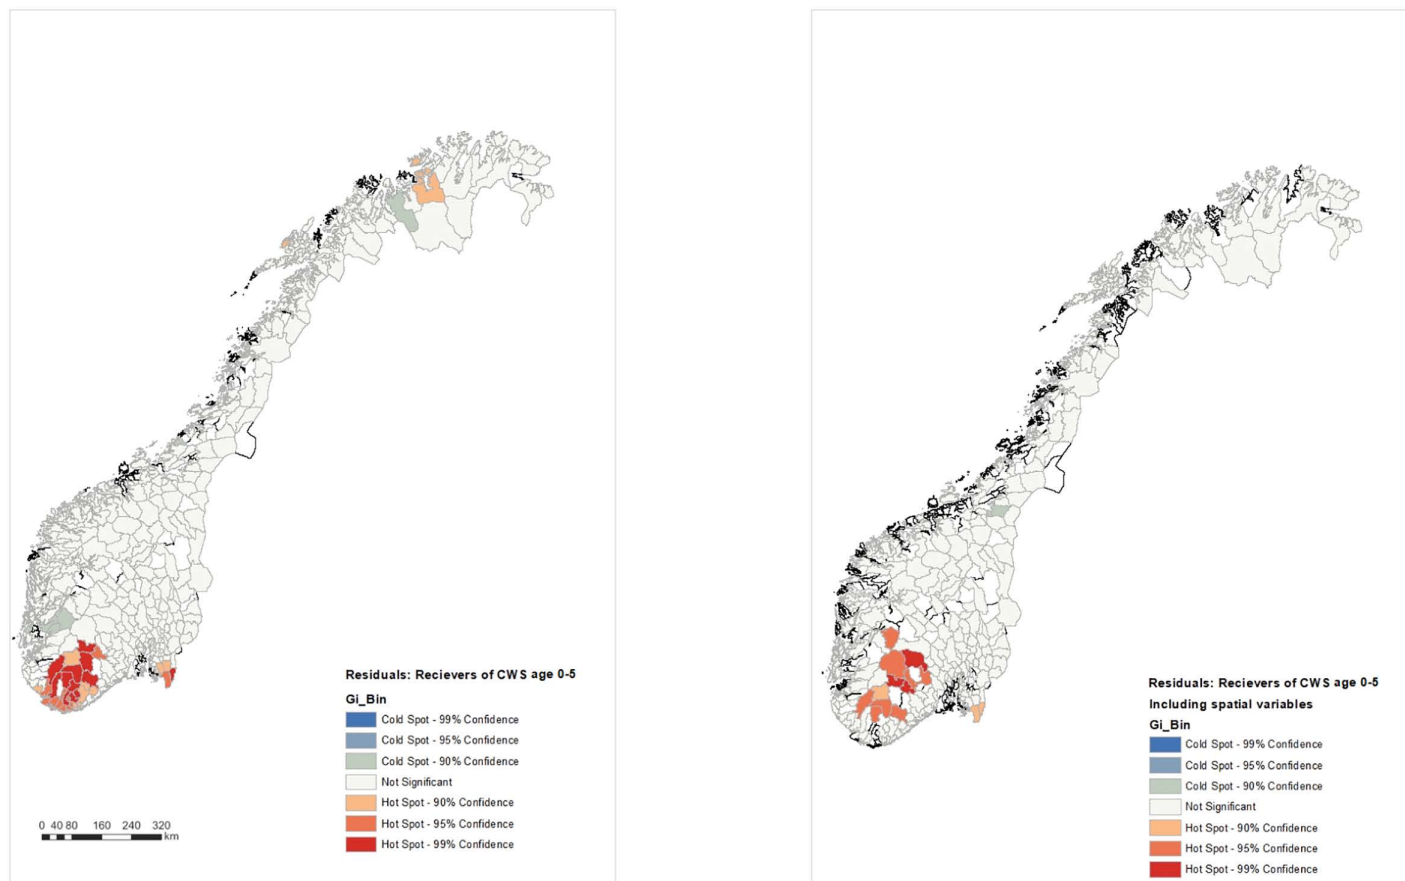 Residuals: Recievers of CWS age 0-5
Gi_Bin
Cold Spot - 99% Confidence
Cold Spot - 95% Confidence
Cold Spot - 90% Confidence
Not Significant
Hot Spot - 90% Confidence
Hot Spot - 95% Confidence
Hot Spot - 99% Confidence
0 40 80 160 240 320
km
Residuals: Recievers of CWS age 0-5
Including spatial variables
Gi_Bin
Cold Spot - 99% Confidence
Cold Spot - 95% Confidence
Cold Spot - 90% Confidence
Not Significant
Hot Spot - 90% Confidence
Hot Spot - 95% Confidence
Hot Spot - 99% Confidence